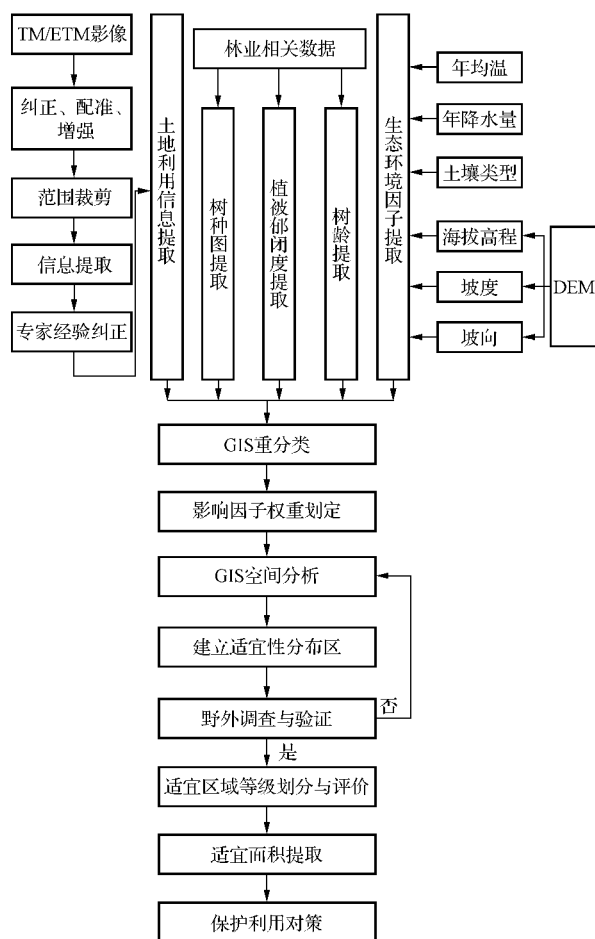 TM/ETM影像
纠正、配准、
增强
范围裁剪
信息提取
专家经验纠正
土地利用信息提取
林业相关数据
树种图提取
植被郁闭度提取
树龄提取
生态环境因子提取
年均温
年降水量
土壤类型
海拔高程
坡度
坡向
DEM
GIS重分类
影响因子权重划定
GIS空间分析
建立适宜性分布区
野外调查与验证
否
是
适宜区域等级划分与评价
适宜面积提取
保护利用对策